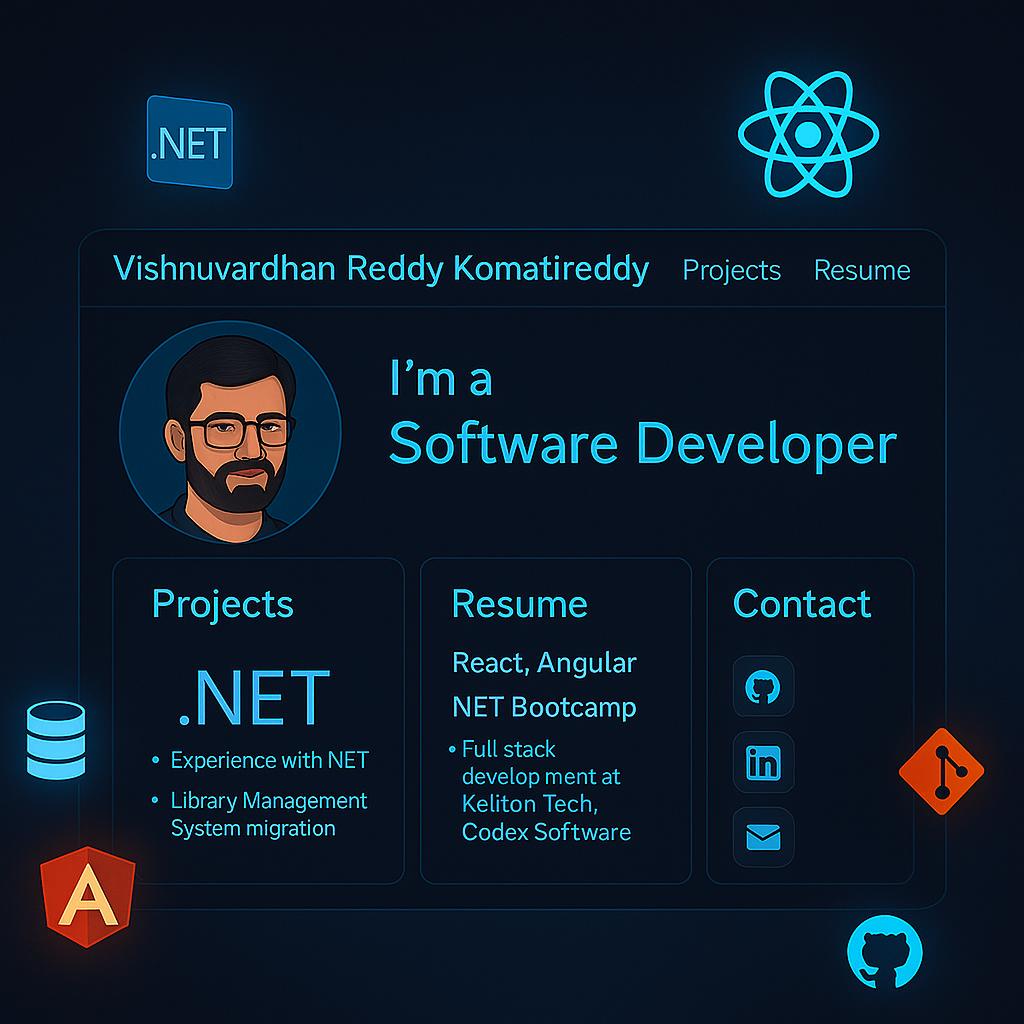 .NET
Vishnuvardhan Reddy Komatireddy
Projects
Resume
I'm a
Software Developer
Projects
.NET
• Experience with NET
• Library Management
System migration
Resume
React, Angular
NET Bootcamp
• Full stack
develop ment at
Keliton Tech,
Codex Software
Contact
in
A